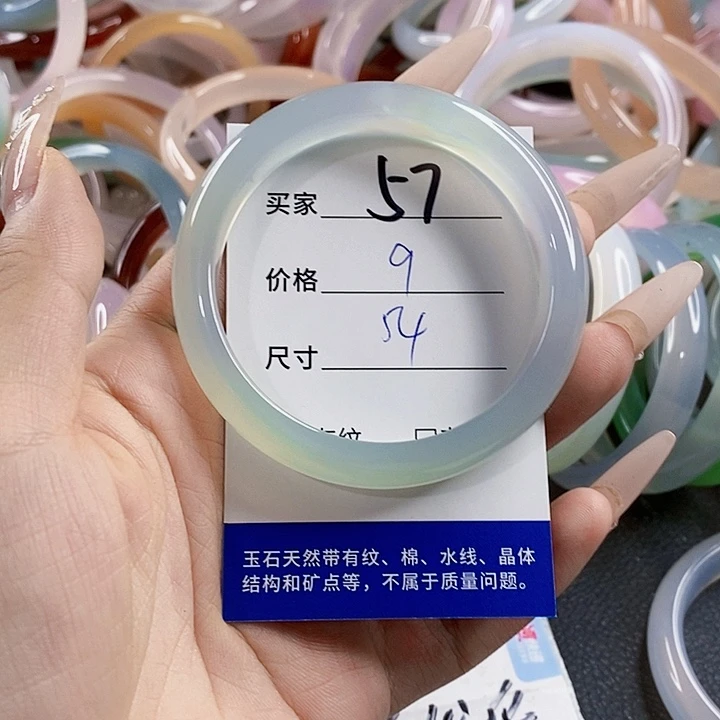 买家 57
价格 9
尺寸 54
玉石天然带有纹、棉、水线、晶体
结构和矿点等，不属于质量问题。